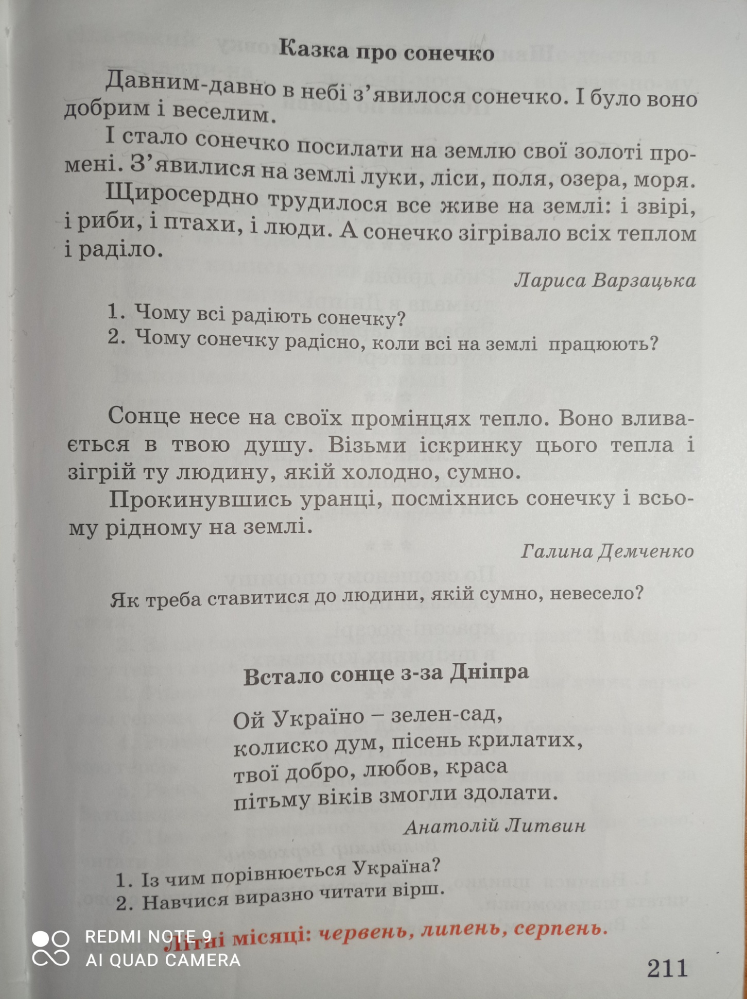 Казка про сонечко
Давним-давно в небі з’явилося сонечко. І було воно
добрим і веселим.
І стало сонечко посилати на землю свої золоті про-
мені. З’явилися на землі луки, ліси, поля, озера, моря.
Щиросердно трудилося все живе на землі: і звірі,
і риби, і птахи, і люди. А сонечко зігрівало всіх теплом
і раділо.
Лариса Варзацька
1. Чому всі радіють сонечку?
2. Чому сонечку радісно, коли всі на землі працюють?
Сонце несе на своїх промінцях тепло. Воно влива-
ється в твою душу. Візьми іскринку цього тепла і
зігрій ту людину, якій холодно, сумно.
Прокинувшись уранці, посміхнись сонечку і всьо-
му рідному на землі.
Галина Демченко
Як треба ставитися до людини, якій сумно, невесело?
Встало сонце з-за Дніпра
Ой Україно – зелен-сад,
колиско дум, пісень крилатих,
твої добро, любов, краса
пітьму віків змогли здолати.
Анатолій Литвин
1. Із чим порівнюється Україна?
2. Навчися виразно читати вірш.
Літні місяці: червень, липень, серпень.
REDMI NOTE 9
AI QUAD CAMERA
211